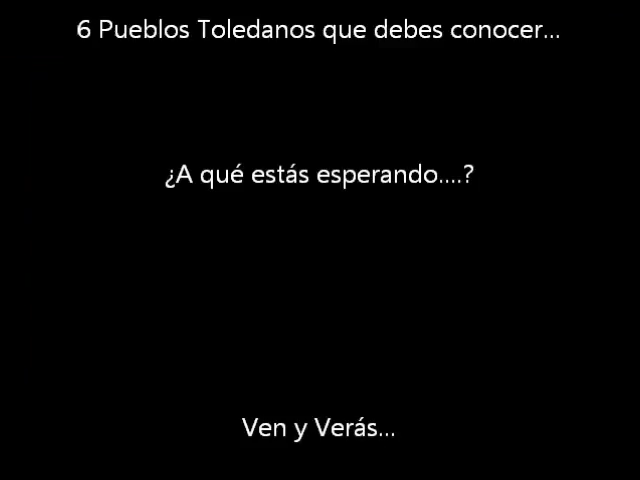 6 Pueblos Toledanos que debes conocer...
¿A qué estás esperando....?
Ven y Verás...